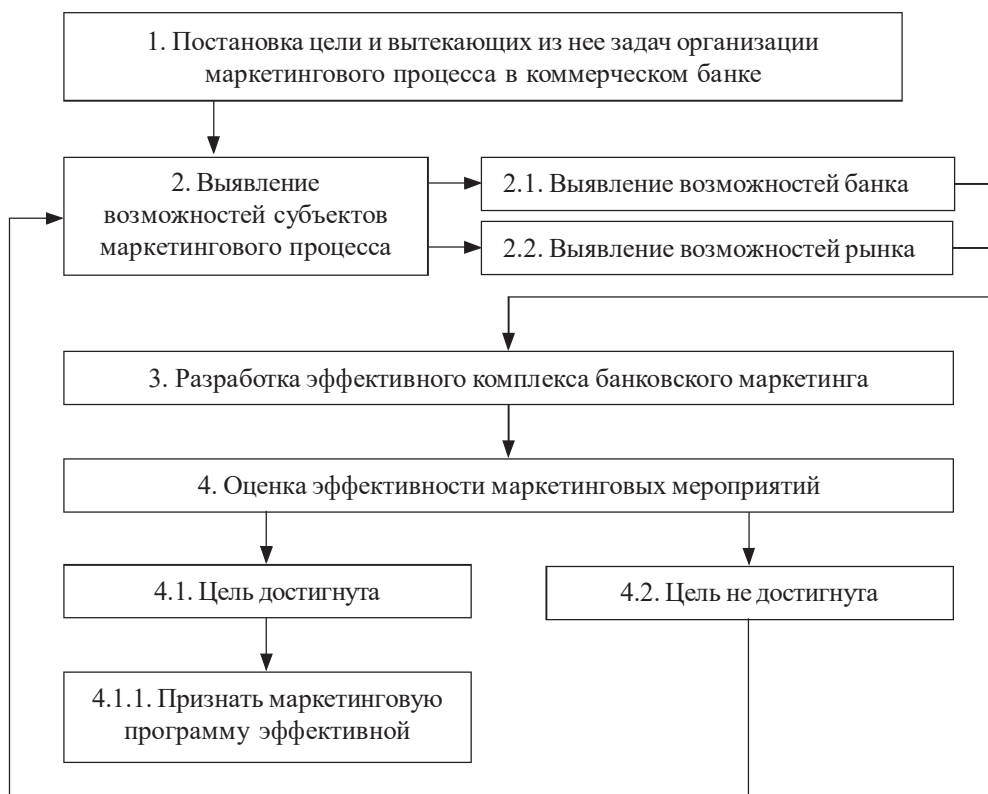 1. Постановка цели и вытекающих из нее задач организации
маркетингового процесса в коммерческом банке
2. Выявление
возможностей субъектов
маркетингового процесса
2.1. Выявление возможностей банка
2.2. Выявление возможностей рынка
3. Разработка эффективного комплекса банковского маркетинга
4. Оценка эффективности маркетинговых мероприятий
4.1. Цель достигнута
4.2. Цель не достигнута
4.1.1. Признать маркетинговую
программу эффективной